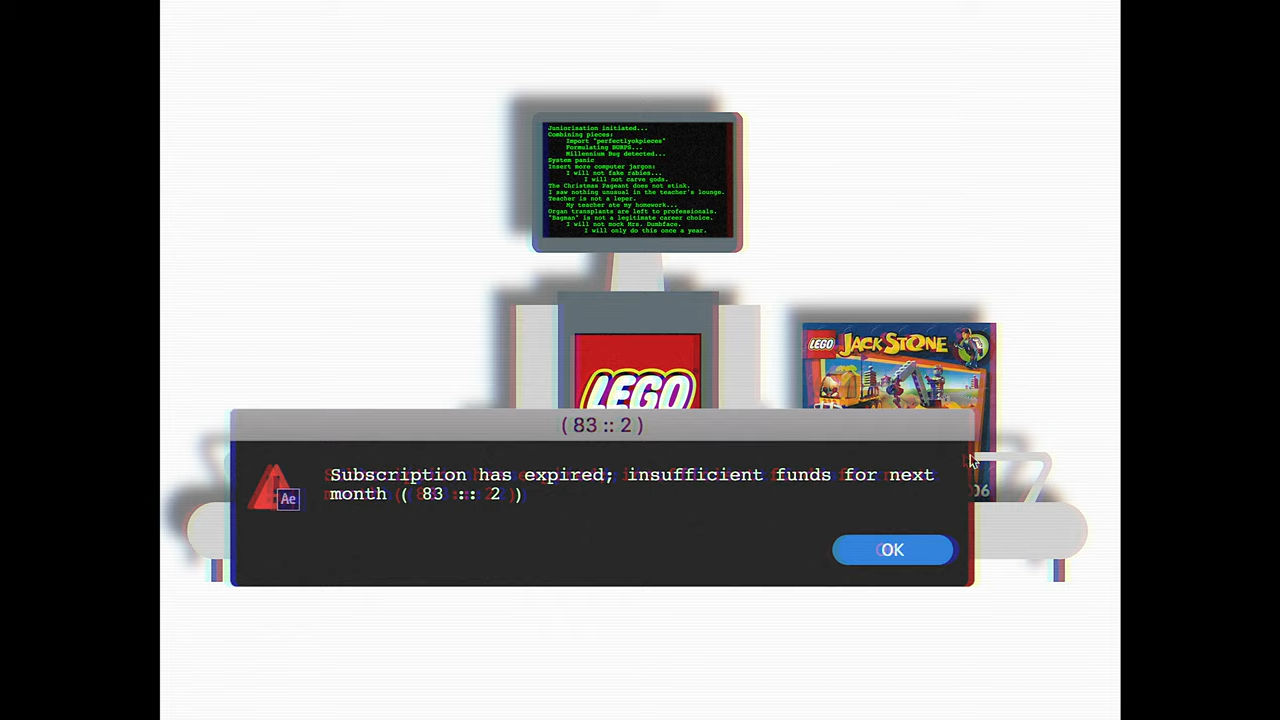 Juniorisation initiated...
Combining pieces:
Import "perfectlyokpieces"
Formulating BURPS...
Millennium Bug detected...
System panic
Insert more computer jargon:
I will not fake rabies...
I will not carve gods.
The Christmas Pageant does not stink.
I saw nothing unusual in the teacher's lounge.
Teacher is not a leper.
My teacher ate my homework...
Organ transplants are left to professionals.
"Bagman" is not a legitimate career choice.
I will not mock Mrs. Dumbface.
I will only do this once a year.
LEGO JACK STONE
LEGO
( 83 :: 2 )
Subscription has expired; insufficient funds for next
month ( 83 :: 2 )
Ae
06
OK